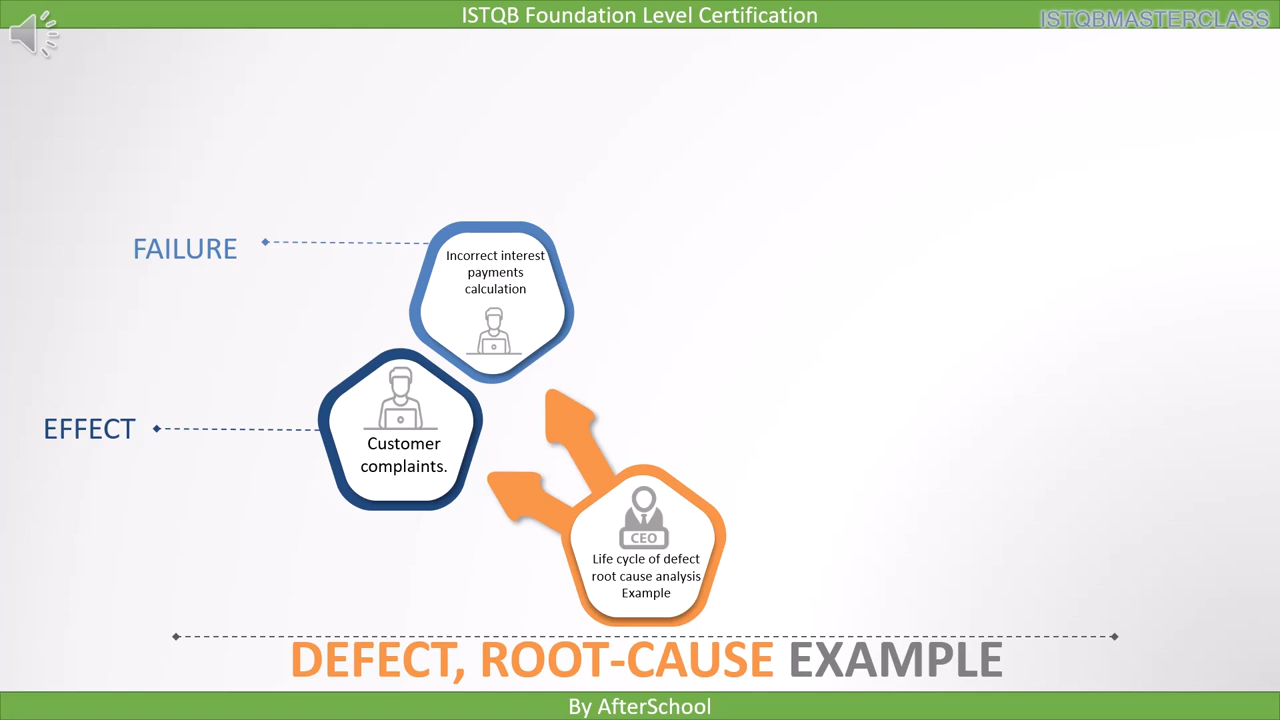 ISTQB Foundation Level Certification
ISTQBMASTERCLASS
FAILURE
Incorrect interest
payments
calculation
EFFECT
Customer
complaints.
CEO
Life cycle of defect
root cause analysis
Example
DEFECT, ROOT-CAUSE EXAMPLE
By AfterSchool